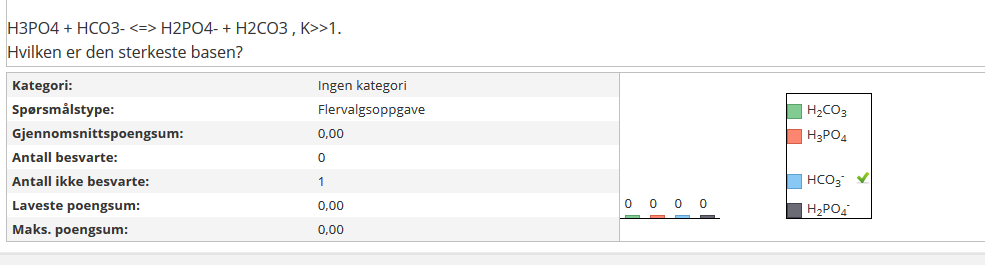 H3PO4 + HCO3- <=> H2PO4- + H2CO3 , K>>1.
Hvilken er den sterkeste basen?
Kategori: Ingen kategori
Spørsmålstype: Flervalgsoppgave
Gjennomsnittspoengsum: 0,00
Antall besvarte: 0
Antall ikke besvarte: 1
Laveste poengsum: 0,00
Maks. poengsum: 0,00
0 0 0 0
H₂CO₃
H₃PO₄
HCO₃⁻
H₂PO₄⁻